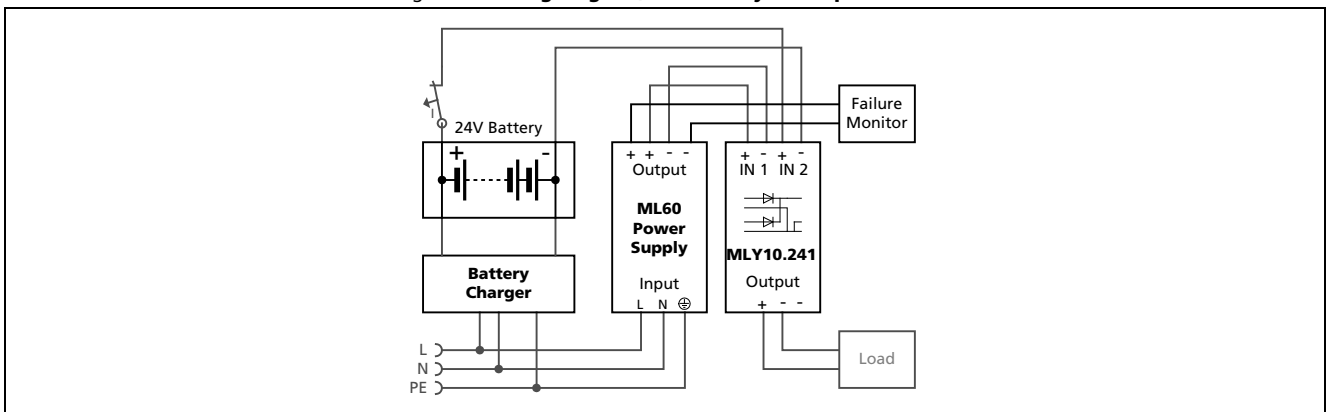 24V Battery
+ -
Battery
Charger
+ + - -
Output
ML60
Power
Supply
Input
L N
+ - + -
IN 1 IN 2
MLY10.241
Output
+ - -
Failure
Monitor
Load
L
N
PE
I